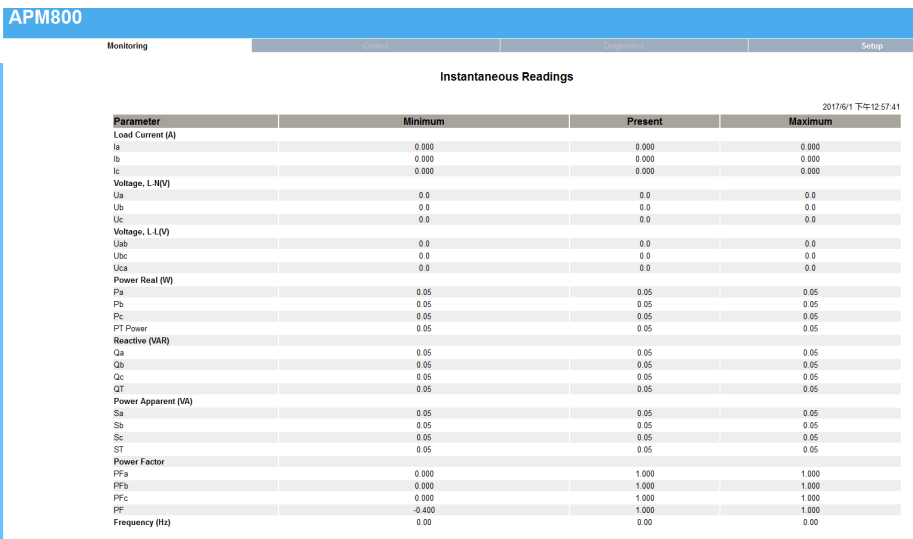 APM800
Monitoring Control Diagnostics Setup
Instantaneous Readings
2017/6/1 下午12:57:41
Parameter Minimum Present Maximum
Load Current (A)
Ia 0.000 0.000 0.000
Ib 0.000 0.000 0.000
Ic 0.000 0.000 0.000
Voltage, L-N(V)
Ua 0.0 0.0 0.0
Ub 0.0 0.0 0.0
Uc 0.0 0.0 0.0
Voltage, L-L(V)
Uab 0.0 0.0 0.0
Ubc 0.0 0.0 0.0
Uca 0.0 0.0 0.0
Power Real (W)
Pa 0.05 0.05 0.05
Pb 0.05 0.05 0.05
Pc 0.05 0.05 0.05
PT Power 0.05 0.05 0.05
Reactive (VAR)
Qa 0.05 0.05 0.05
Qb 0.05 0.05 0.05
Qc 0.05 0.05 0.05
QT 0.05 0.05 0.05
Power Apparent (VA)
Sa 0.05 0.05 0.05
Sb 0.05 0.05 0.05
Sc 0.05 0.05 0.05
ST 0.05 0.05 0.05
Power Factor
PFa 0.000 1.000 1.000
PFb 0.000 1.000 1.000
PFc 0.000 1.000 1.000
PF -0.400 1.000 1.000
Frequency (Hz) 0.00 0.00 0.00